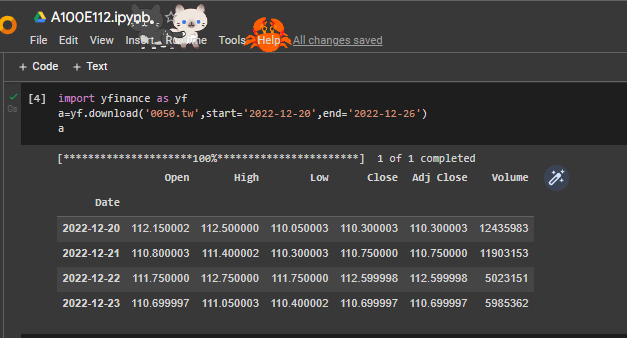 A100E112.ipynb
File Edit View Insert Runtime Tools Help All changes saved
+ Code + Text
[4] import yfinance as yf
0s a=yf.download('0050.tw',start='2022-12-20',end='2022-12-26')
a
[**********************100%***********************] 1 of 1 completed
Open High Low Close Adj Close Volume
Date
2022-12-20 112.150002 112.500000 110.050003 110.300003 110.300003 12435983
2022-12-21 110.800003 111.400002 110.300003 110.750000 110.750000 11903153
2022-12-22 111.750000 112.750000 111.750000 112.599998 112.599998 5023151
2022-12-23 110.699997 111.050003 110.400002 110.699997 110.699997 5985362